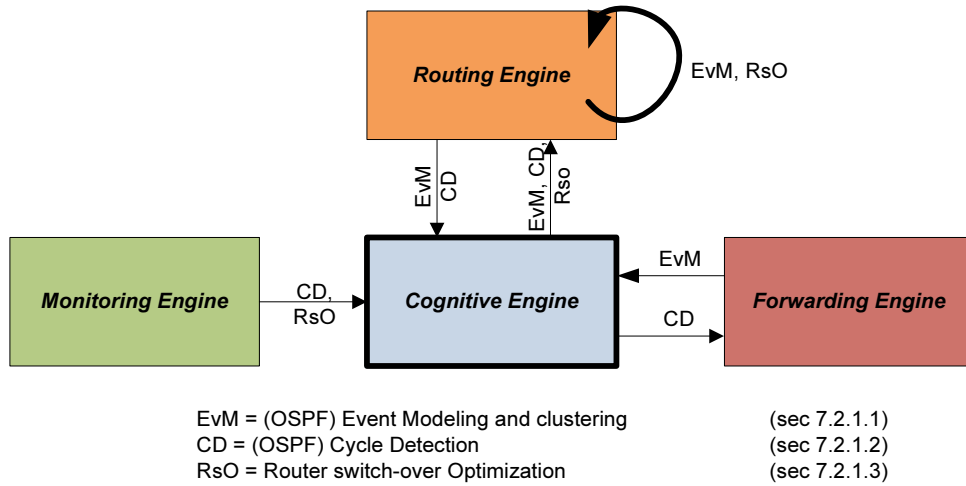 Routing Engine
EvM, RsO
EvM
CD
EvM, CD,
Rso
Monitoring Engine
CD,
RsO
Cognitive Engine
EvM
CD
Forwarding Engine
EvM = (OSPF) Event Modeling and clustering (sec 7.2.1.1)
CD = (OSPF) Cycle Detection (sec 7.2.1.2)
RsO = Router switch-over Optimization (sec 7.2.1.3)